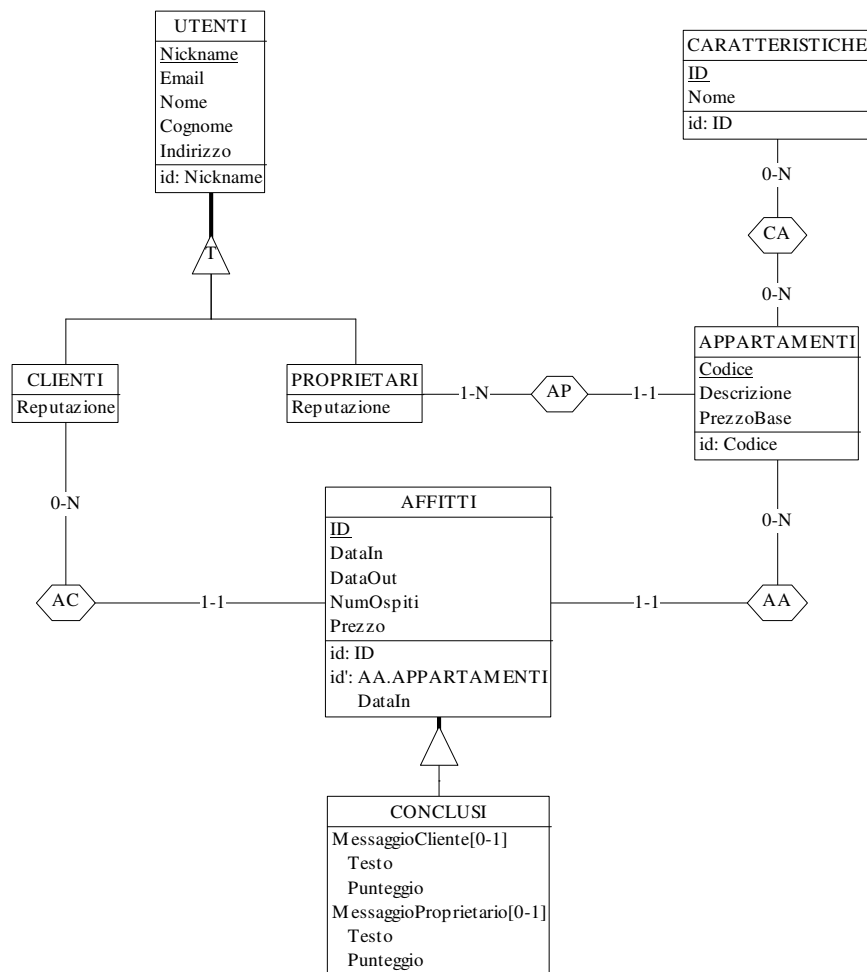 UTENTI
Nickname
Email
Nome
Cognome
Indirizzo
id: Nickname
CARATTERISTICHE
ID
Nome
id: ID
0-N
CA
0-N
T
CLIENTI
Reputazione
PROPRIETARI
Reputazione
1-N
AP
1-1
APPARTAMENTI
Codice
Descrizione
PrezzoBase
id: Codice
0-N
0-N
AFFITTI
ID
DataIn
DataOut
NumOspiti
Prezzo
id: ID
id': AA.APPARTAMENTI
DataIn
AC
1-1
1-1
AA
CONCLUSI
MessaggioCliente[0-1]
Testo
Punteggio
MessaggioProprietario[0-1]
Testo
Punteggio